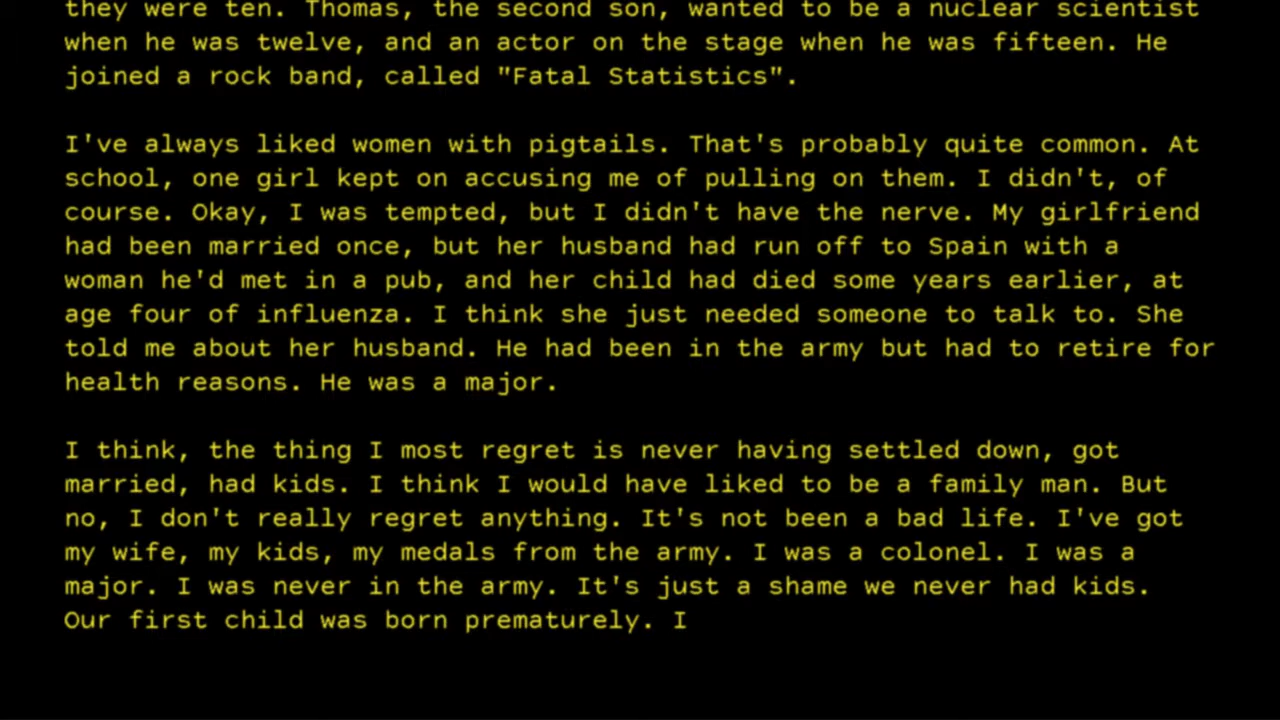 they were ten. Thomas, the second son, wanted to be a nuclear scientist
when he was twelve, and an actor on the stage when he was fifteen. He
joined a rock band, called "Fatal Statistics".
I've always liked women with pigtails. That's probably quite common. At
school, one girl kept on accusing me of pulling on them. I didn't, of
course. Okay, I was tempted, but I didn't have the nerve. My girlfriend
had been married once, but her husband had run off to Spain with a
woman he'd met in a pub, and her child had died some years earlier, at
age four of influenza. I think she just needed someone to talk to. She
told me about her husband. He had been in the army but had to retire for
health reasons. He was a major.
I think, the thing I most regret is never having settled down, got
married, had kids. I think I would have liked to be a family man. But
no, I don't really regret anything. It's not been a bad life. I've got
my wife, my kids, my medals from the army. I was a colonel. I was a
major. I was never in the army. It's just a shame we never had kids.
Our first child was born prematurely. I